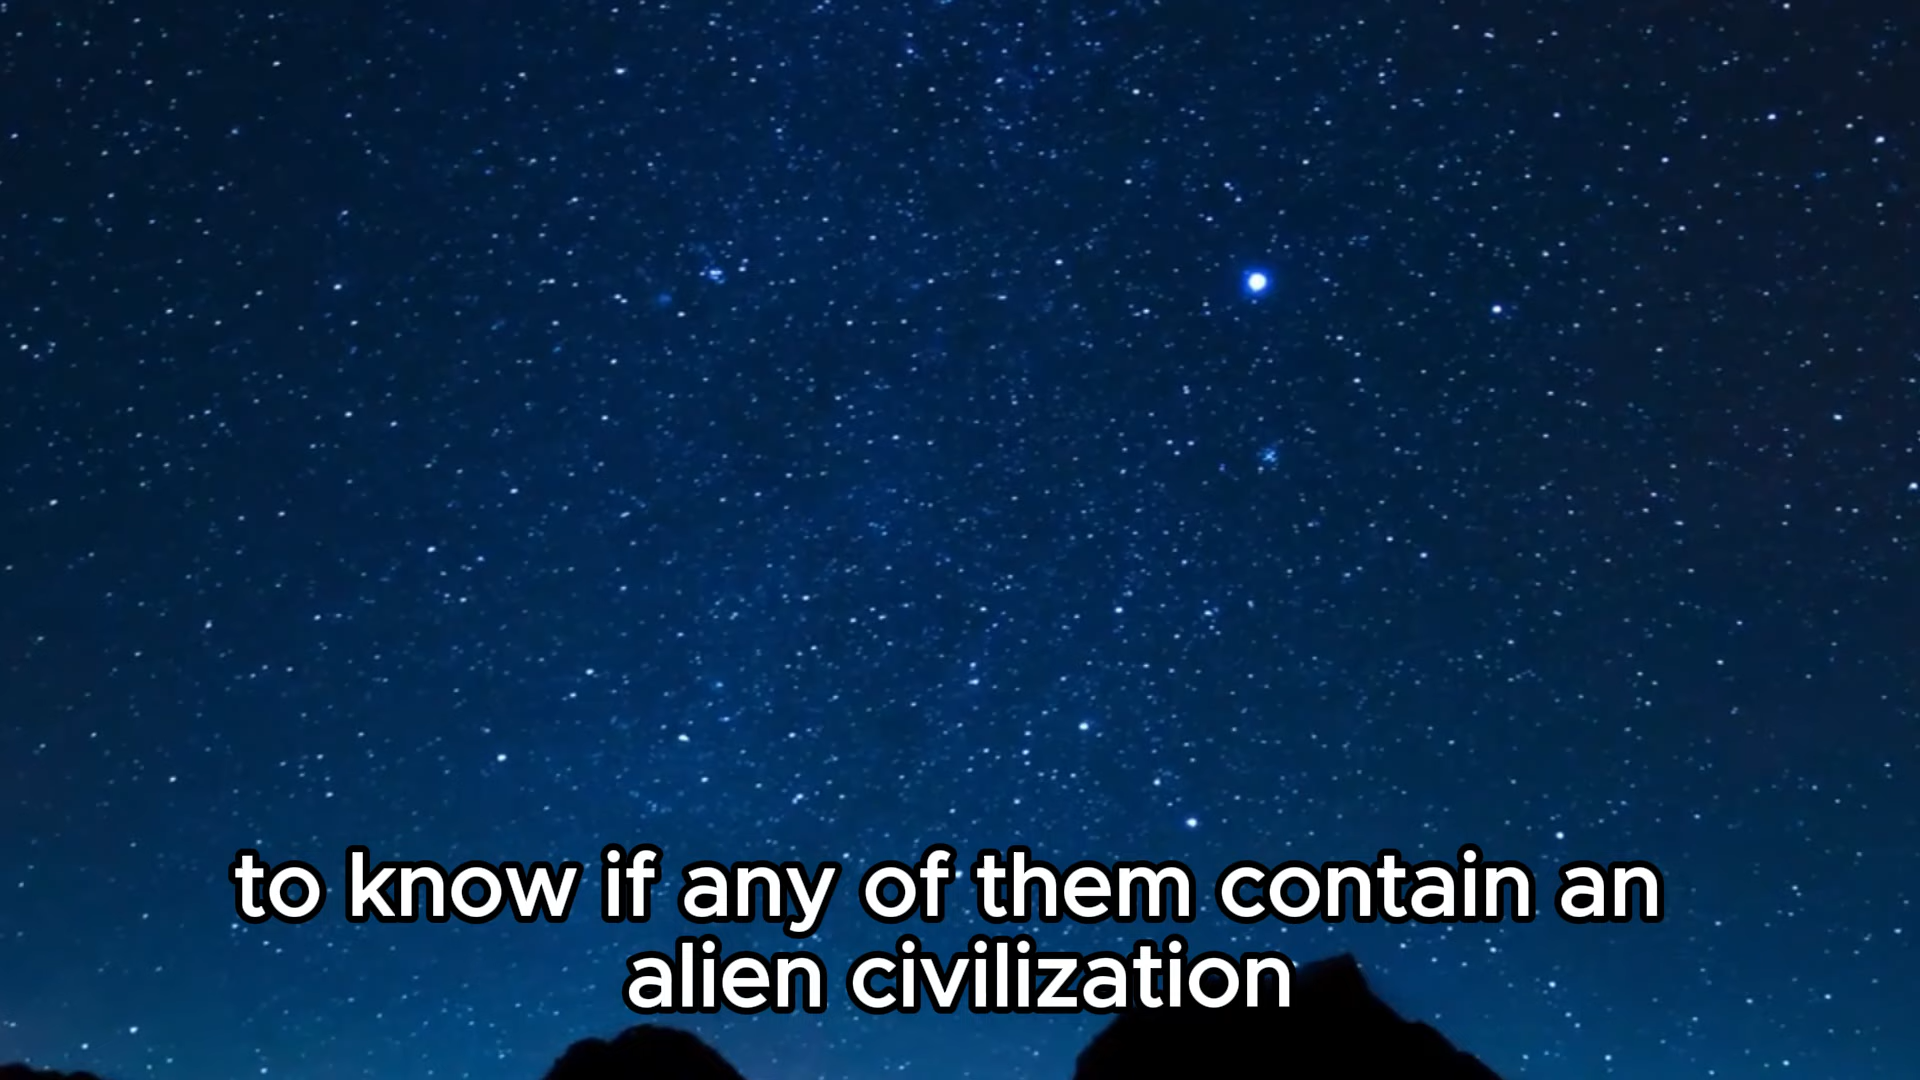 to know if any of them contain an
alien civilization